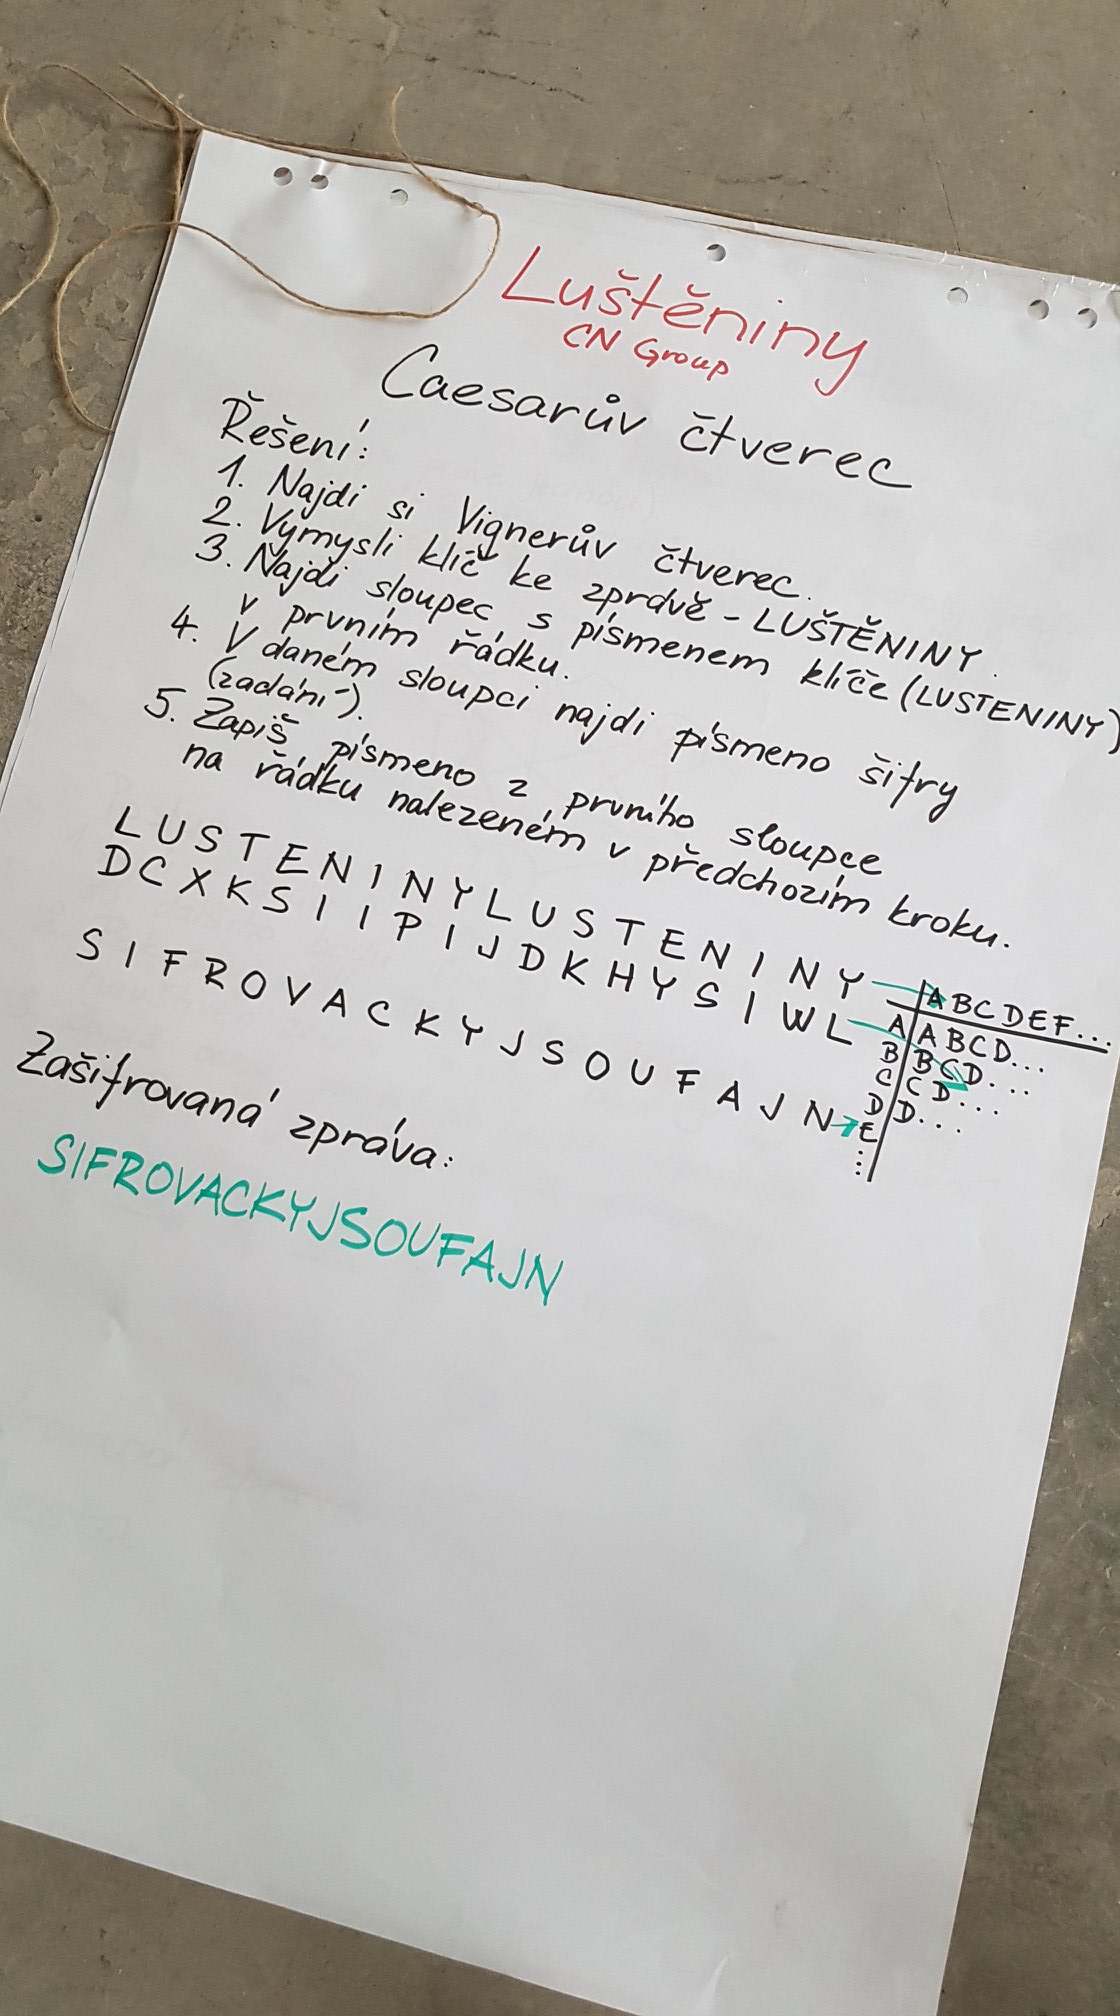 Luštěniny
CN Group
Caesarův čtverec
Řešení:
1. Najdi si Vignerův čtverec.
2. Vymysli klíč ke zprávě - LUŠTĚNINY.
3. Najdi sloupec s písmenem klíče (LUSTENINY)
v prvním řádku.
4. V daném sloupci najdi písmeno šifry
(zadání).
5. Zapiš písmeno z prvního sloupce
na řádku nalezeném v předchozím kroku.
L U S T E N I N Y L U S T E N I N Y
D C X K S I I P I J D K H Y S I W L
S I F R O V A C K Y J S O U F A J N
A B C D E F...
A A B C D...
B B C D...
C C D...
D D...
E
⋮
Zašifrovaná zpráva:
SIFROVACKYJSOUFAJN